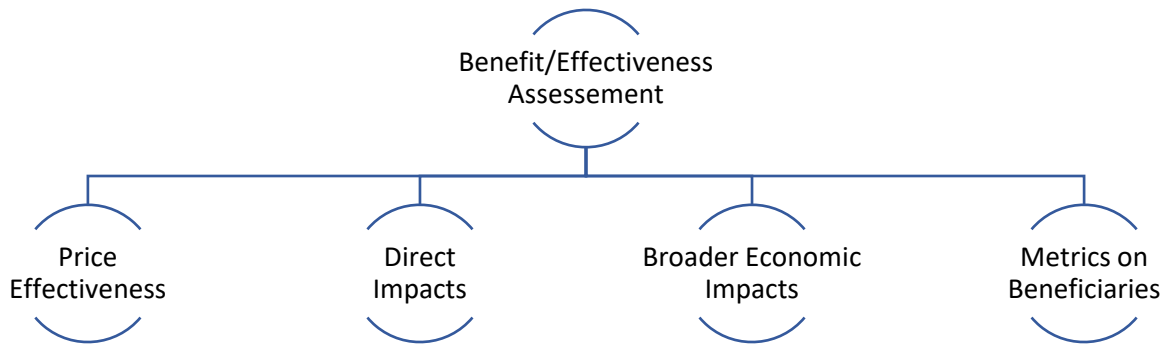 Benefit/Effectiveness
Assessement
Price
Effectiveness
Direct
Impacts
Broader Economic
Impacts
Metrics on
Beneficiaries